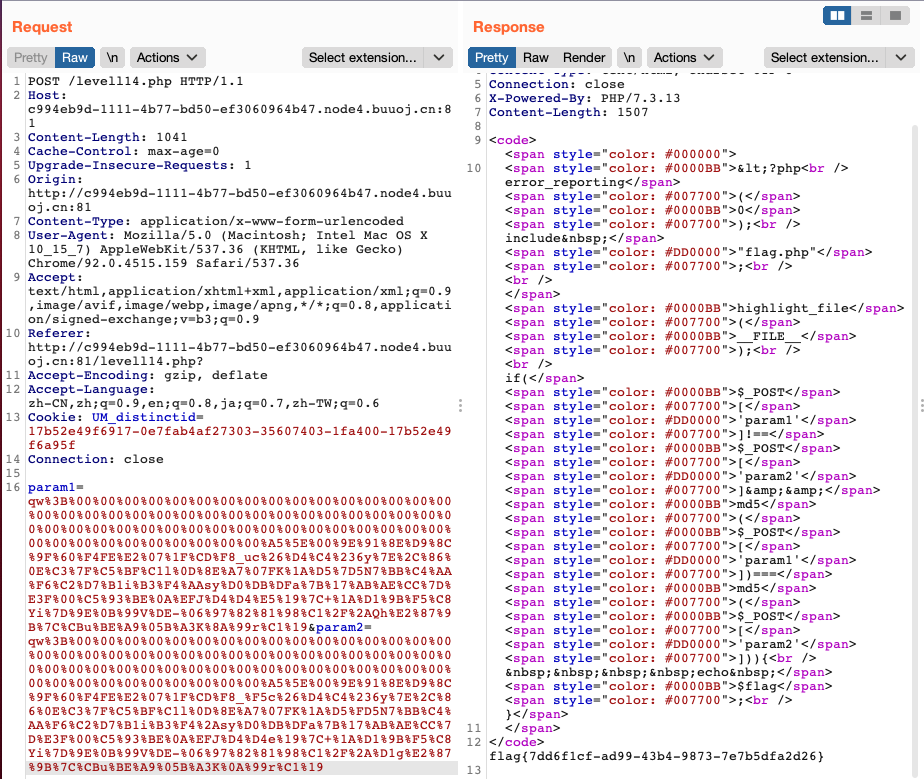 Request
Response
Pretty
Raw
\n
Actions
Select extension...
Pretty
Raw
Render
\n
Actions
Select extension...
1 POST /level114.php HTTP/1.1
2 Host:
c994eb9d-1111-4b77-bd50-ef3060964b47.node4.buuoj.cn:8
1
3 Content-Length: 1041
4 Cache-Control: max-age=0
5 Upgrade-Insecure-Requests: 1
6 Origin:
http://c994eb9d-1111-4b77-bd50-ef3060964b47.node4.buu
oj.cn:81
7 Content-Type: application/x-www-form-urlencoded
8 User-Agent: Mozilla/5.0 (Macintosh; Intel Mac OS X
10_15_7) AppleWebKit/537.36 (KHTML, like Gecko)
Chrome/92.0.4515.159 Safari/537.36
9 Accept:
text/html,application/xhtml+xml,application/xml;q=0.9
,image/avif,image/webp,image/apng,*/*;q=0.8,applicati
on/signed-exchange;v=b3;q=0.9
10 Referer:
http://c994eb9d-1111-4b77-bd50-ef3060964b47.node4.buu
oj.cn:81/level114.php?
11 Accept-Encoding: gzip, deflate
12 Accept-Language:
zh-CN,zh;q=0.9,en;q=0.8,ja;q=0.7,zh-TW;q=0.6
13 Cookie: UM_distinctid=
17b52e49f6917-0e7fab4af27303-35607403-1fa400-17b52e49
f6a95f
14 Connection: close
15
16 param1=
qw%3B%00%00%00%00%00%00%00%00%00%00%00%00%00%00%00%00
%00%00%00%00%00%00%00%00%00%00%00%00%00%00%00%00%00%0
0%00%00%00%00%00%00%00%00%00%00%00%00%00%00%00%00%00%
00%00%00%00%00%00%00%00%00%00%A5%5E%00%9E%91%8E%D9%8C
%9F%60%F4FE%E2%07%1F%CD%F8_uc%26%D4%C4%236y%7E%2C%86%
0E%C3%7F%C5%BF%C1l%0D%8E%A7%07FK%1A%D5%7D5N7%BB%C4%AA
%F6%C2%D7%B1i%B3%F4%AAsy%D0%DB%DFa%7B%17%AB%AE%CC%7D%
E3F%00%C5%93%BE%0A%EFJ%D4%D4%E5%19%7C+%1A%D1%9B%F5%C8
Yi%7D%9E%0B%99V%DE-%06%97%82%81%98%C1%2F%2AQh%E2%87%9
B%7C%CBu%BE%A9%05B%A3K%8A%99r%C1%19&param2=
qw%3B%00%00%00%00%00%00%00%00%00%00%00%00%00%00%00%00
%00%00%00%00%00%00%00%00%00%00%00%00%00%00%00%00%00%0
0%00%00%00%00%00%00%00%00%00%00%00%00%00%00%00%00%00%
00%00%00%00%00%00%00%00%00%00%A5%5E%00%9E%91%8E%D9%8C
%9F%60%F4FE%E2%07%1F%CD%F8_%F5c%26%D4%C4%236y%7E%2C%8
6%0E%C3%7F%C5%BF%C1l%0D%8E%A7%07FK%1A%D5%FD5N7%BB%C4%
AA%F6%C2%D7%B1i%B3%F4%2Asy%D0%DB%DFa%7B%17%AB%AE%CC%7
D%E3F%00%C5%93%BE%0A%EFJ%D4%D4e%19%7C+%1A%D1%9B%F5%C8
Yi%7D%9E%0B%99V%DE-%06%97%82%81%98%C1%2F%2A%D1g%E2%87
%9B%7C%CBu%BE%A9%05B%A3K%0A%99r%C1%19
5 Connection: close
6 X-Powered-By: PHP/7.3.13
7 Content-Length: 1507
8
9 <code>
<span style="color: #000000">
10 <span style="color: #0000BB">&lt;?php<br />
error_reporting</span>
<span style="color: #007700">(</span>
<span style="color: #0000BB">0</span>
<span style="color: #007700">);<br />
include&nbsp;</span>
<span style="color: #DD0000">"flag.php"</span>
<span style="color: #007700">;<br />
<br />
</span>
<span style="color: #0000BB">highlight_file</span>
<span style="color: #007700">(</span>
<span style="color: #0000BB">__FILE__</span>
<span style="color: #007700">);<br />
<br />
if(</span>
<span style="color: #0000BB">$_POST</span>
<span style="color: #007700">[</span>
<span style="color: #DD0000">'param1'</span>
<span style="color: #007700">]!==</span>
<span style="color: #0000BB">$_POST</span>
<span style="color: #007700">[</span>
<span style="color: #DD0000">'param2'</span>
<span style="color: #007700">]&amp;&amp;</span>
<span style="color: #0000BB">md5</span>
<span style="color: #007700">(</span>
<span style="color: #0000BB">$_POST</span>
<span style="color: #007700">[</span>
<span style="color: #DD0000">'param1'</span>
<span style="color: #007700">])===</span>
<span style="color: #0000BB">md5</span>
<span style="color: #007700">(</span>
<span style="color: #0000BB">$_POST</span>
<span style="color: #007700">[</span>
<span style="color: #DD0000">'param2'</span>
<span style="color: #007700">])){<br />
&nbsp;&nbsp;&nbsp;&nbsp;echo&nbsp;</span>
<span style="color: #0000BB">$flag</span>
<span style="color: #007700">;<br />
}</span>
11 </span>
12 </code>
flag{7dd6f1cf-ad99-43b4-9873-7e7b5dfa2d26}
13